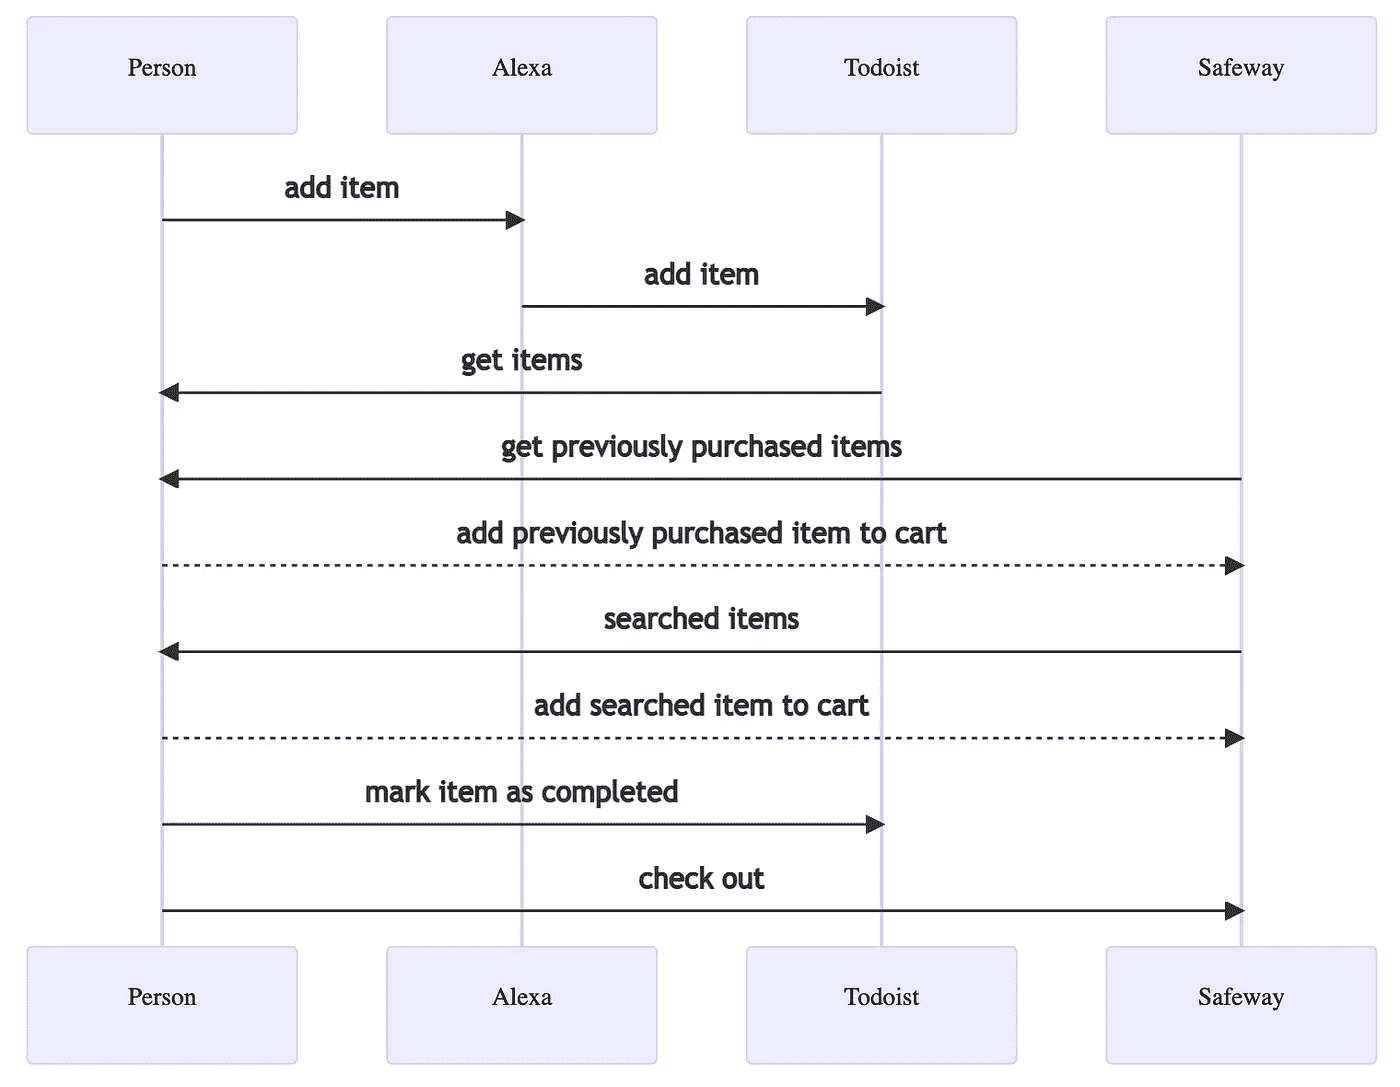 Person
Alexa
Todoist
Safeway
add item
add item
get items
get previously purchased items
add previously purchased item to cart
searched items
add searched item to cart
mark item as completed
check out
Person
Alexa
Todoist
Safeway